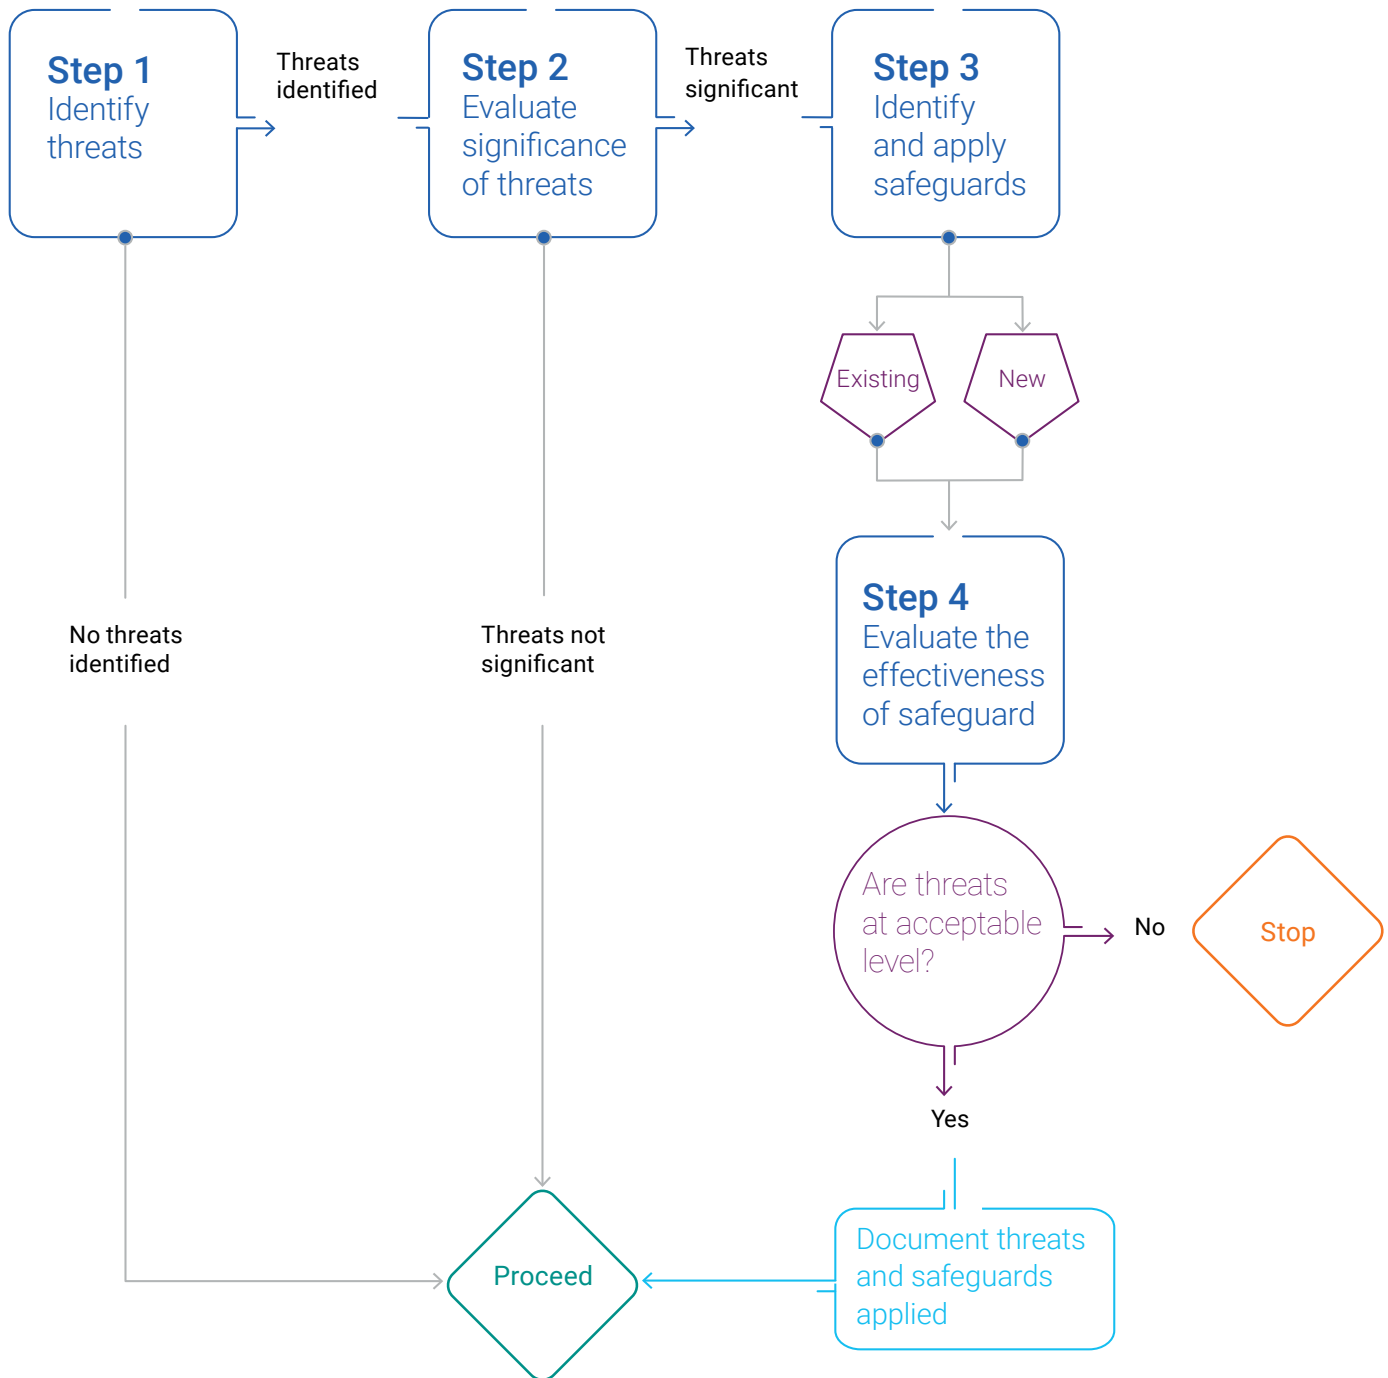 Step 1
Identify
threats
Threats
identified
Step 2
Evaluate
significance
of threats
Threats
significant
Step 3
Identify
and apply
safeguards
Existing
New
No threats
identified
Threats not
significant
Step 4
Evaluate the
effectiveness
of safeguard
Are threats
at acceptable
level?
No
Stop
Yes
Proceed
Document threats
and safeguards
applied